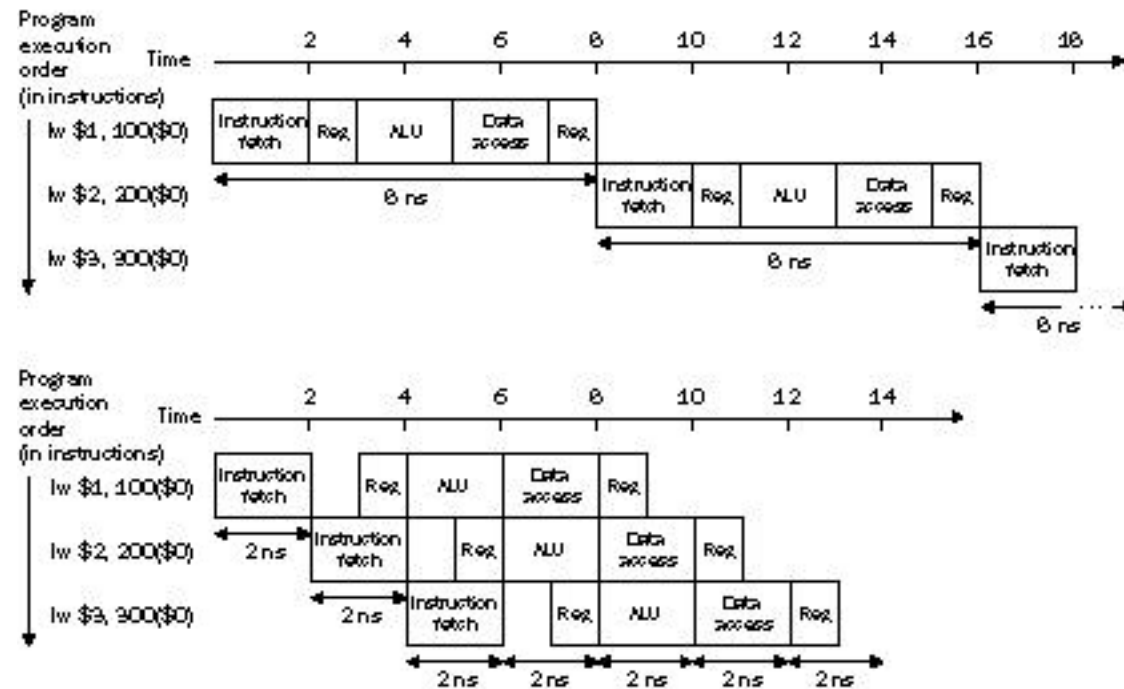 Program
execution
order
(in instructions)
Time
2 4 6 8 10 12 14 16 18
lw $1, 100($0)
Instruction fetch Reg ALU Data access Reg
8 ns
lw $2, 200($0)
Instruction fetch Reg ALU Data access Reg
8 ns
lw $3, 300($0)
Instruction fetch
...
8 ns
Program
execution
order
(in instructions)
Time
2 4 6 8 10 12 14
lw $1, 100($0)
Instruction fetch Reg ALU Data access Reg
2 ns
lw $2, 200($0)
Instruction fetch Reg ALU Data access Reg
2 ns
lw $3, 300($0)
Instruction fetch Reg ALU Data access Reg
2 ns 2 ns 2 ns 2 ns 2 ns